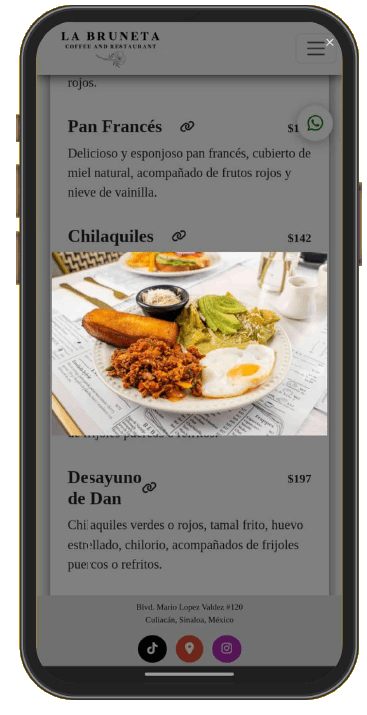 LA BRUNETA
COFFEE AND RESTAURANT
×
rojos.
Pan Francés
Delicioso y esponjoso pan francés, cubierto de
miel natural, acompañado de frutos rojos y
nieve de vainilla.
Chilaquiles $142
de frijoles puercos o refritos.
Desayuno
de Dan $197
Chilaquiles verdes o rojos, tamal frito, huevo
estrellado, chilorio, acompañados de frijoles
puercos o refritos.
Blvd. Mario Lopez Valdez #120
Culiacán, Sinaloa, México